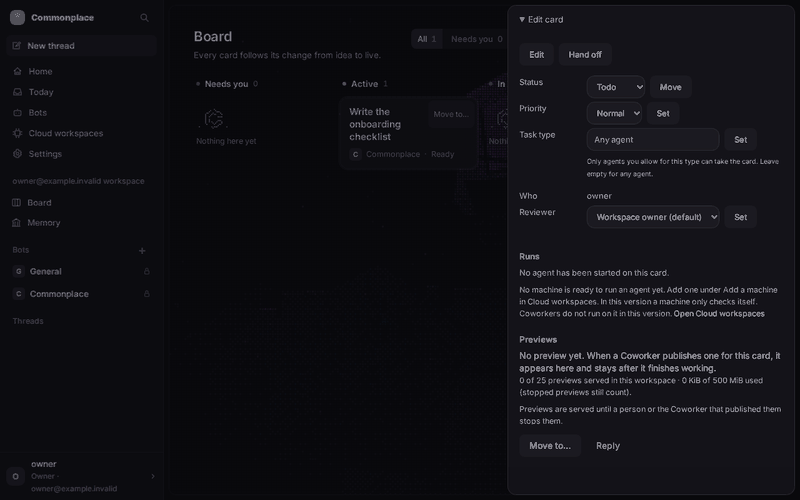 Commonplace
New thread
Home
Today
Bots
Cloud workspaces
Settings
owner@example.invalid workspace
Board
Memory
Bots
G General
C Commonplace
Threads
O owner
Owner ·
owner@example.invalid
Board
Every card follows its change from idea to live.
All 1 Needs you 0
Needs you 0
Nothing here yet
Active 1
Write the
onboarding
checklist
Move to...
C Commonplace · Ready
In
▼ Edit card
Edit Hand off
Status Todo Move
Priority Normal Set
Task type Any agent Set
Only agents you allow for this type can take the card. Leave
empty for any agent.
Who owner
Reviewer Workspace owner (default) Set
Runs
No agent has been started on this card.
No machine is ready to run an agent yet. Add one under Add a machine
in Cloud workspaces. In this version a machine only checks itself.
Coworkers do not run on it in this version. Open Cloud workspaces
Previews
No preview yet. When a Coworker publishes one for this card, it
appears here and stays after it finishes working.
0 of 25 previews served in this workspace · 0 KiB of 500 MiB used
(stopped previews still count).
Previews are served until a person or the Coworker that published them
stops them.
Move to... Reply